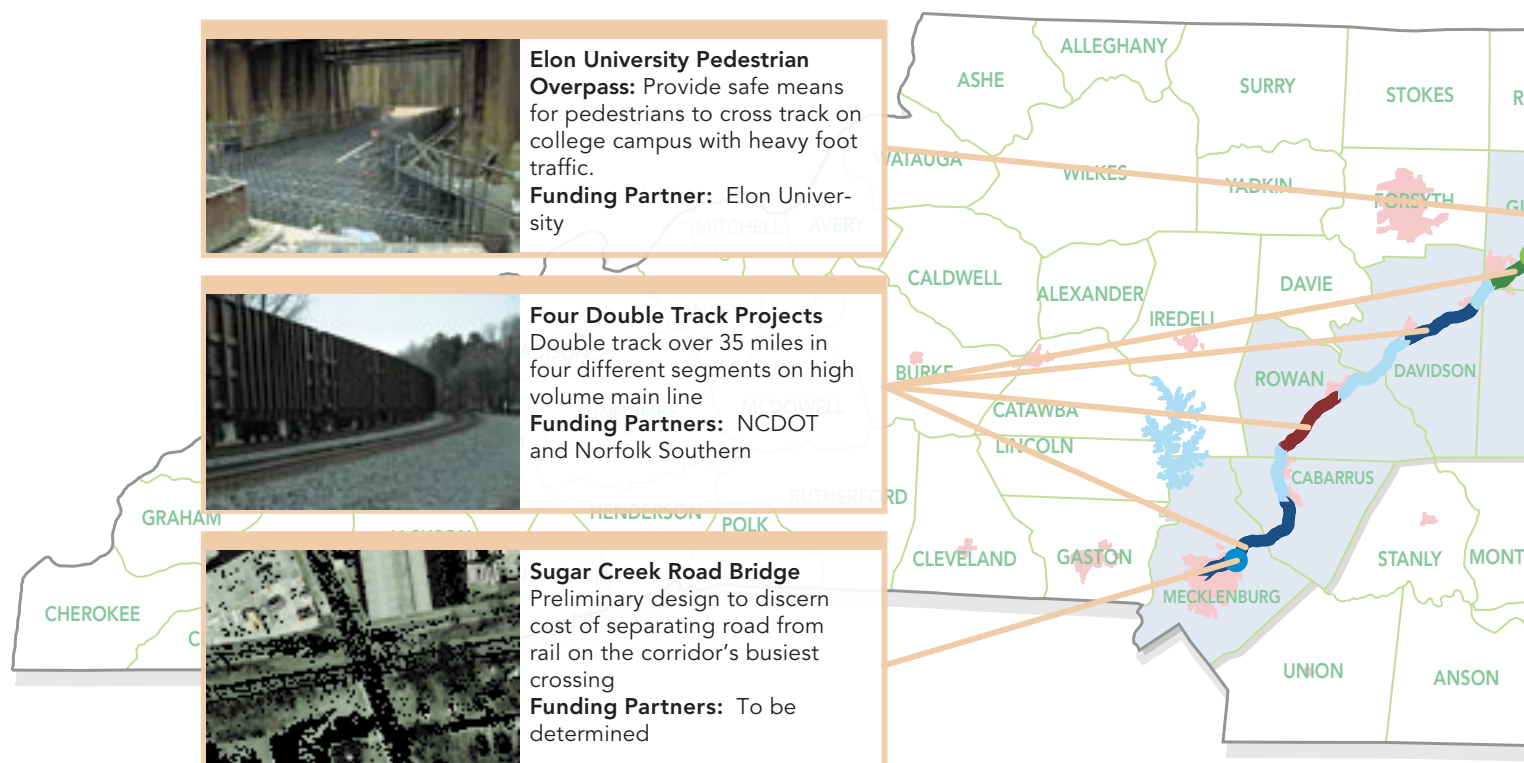 Elon University Pedestrian
Overpass: Provide safe means
for pedestrians to cross track on
college campus with heavy foot
traffic.
Funding Partner: Elon Univer-
sity
Four Double Track Projects
Double track over 35 miles in
four different segments on high
volume main line
Funding Partners: NCDOT
and Norfolk Southern
Sugar Creek Road Bridge
Preliminary design to discern
cost of separating road from
rail on the corridor's busiest
crossing
Funding Partners: To be
determined
ALLEGHANY
ASHE
SURRY
STOKES
WATAUGA
WILKES
YADKIN
FORSYTH
MITCHELL
AVERY
CALDWELL
ALEXANDER
DAVIE
IREDELL
BURKE
ROWAN
DAVIDSON
MCDOWELL
CATAWBA
LINCOLN
CABARRUS
RUTHERFORD
GRAHAM
HENDERSON
POLK
CLEVELAND
GASTON
STANLY
MONT
MECKLENBURG
CHEROKEE
UNION
ANSON